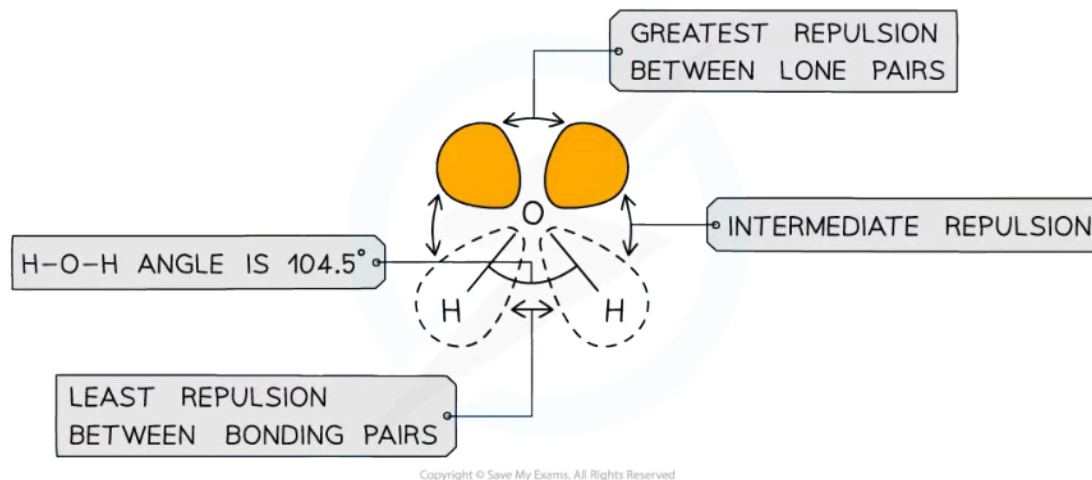 GREATEST REPULSION
BETWEEN LONE PAIRS
O
INTERMEDIATE REPULSION
H-O-H ANGLE IS 104.5°
H H
LEAST REPULSION
BETWEEN BONDING PAIRS
Copyright © Save My Exams. All Rights Reserved